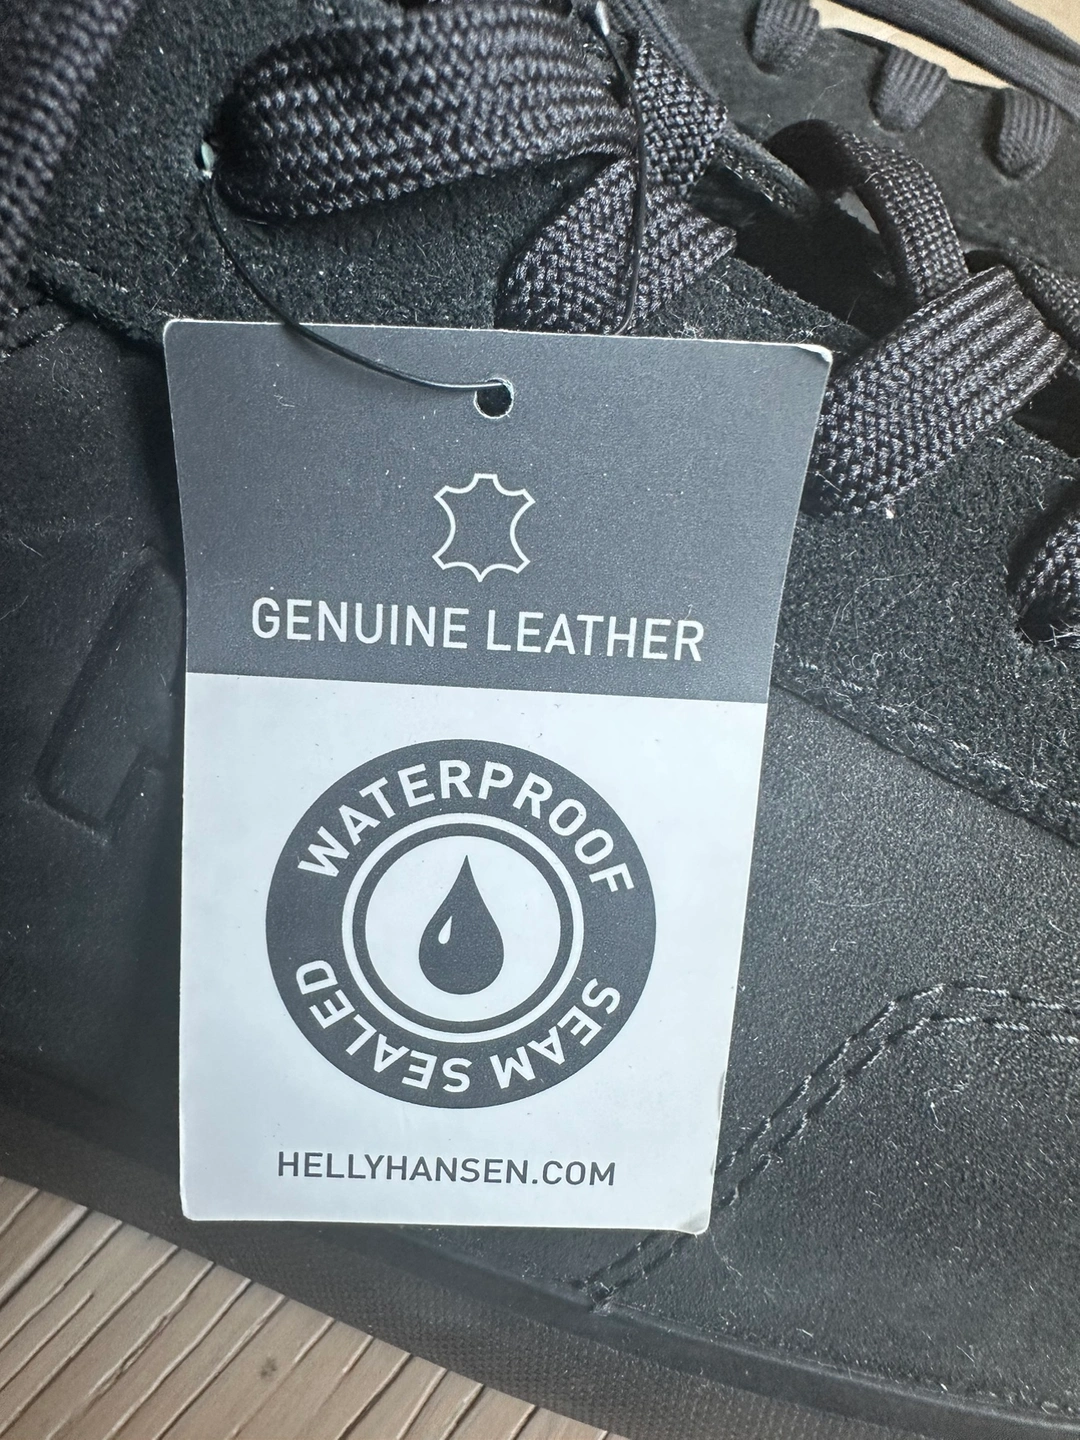 GENUINE LEATHER
WATERPROOF
SEAM SEALED
HELLYHANSEN.COM